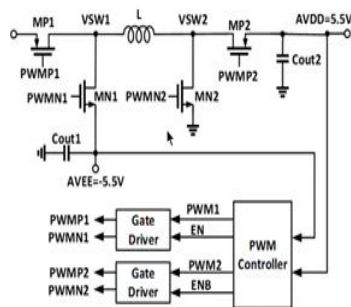 MP1 VSW1 L VSW2 MP2 AVDD=5.5V
PWMP1 PWMP2 Cout2
PWMN1 MN1 PWMN2 MN2
Cout1
AVEE=-5.5V
PWMP1 Gate Driver PWM1
PWMN1 EN
PWM Controller
PWMP2 Gate Driver PWM2
PWMN2 ENB